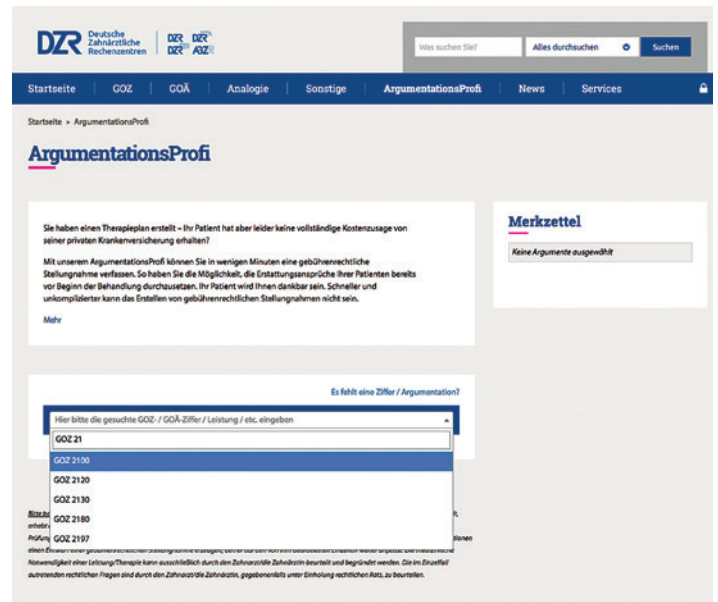 DZR
Deutsche
Zahnärztliche
Rechenzentren
DZR DZR
DZR ABZR
Was suchen Sie?
Alles durchsuchen
Suchen
Startseite
GOZ
GOÄ
Analogie
Sonstige
ArgumentationsProfi
News
Services
Startseite » ArgumentationsProfi
ArgumentationsProfi
Sie haben einen Therapieplan erstellt – Ihr Patient hat aber leider keine vollständige Kostenzusage von
seiner privaten Krankenversicherung erhalten?
Mit unserem ArgumentationsProfi können Sie in wenigen Minuten eine gebührenrechtliche
Stellungnahme verfassen. So haben Sie die Möglichkeit, die Erstattungsansprüche Ihrer Patienten bereits
vor Beginn der Behandlung durchzusetzen. Ihr Patient wird Ihnen dankbar sein. Schneller und
unkomplizierter kann das Erstellen von gebührenrechtlichen Stellungnahmen nicht sein.
Mehr
Merkzettel
Keine Argumente ausgewählt
Es fehlt eine Ziffer / Argumentation?
Hier bitte die gesuchte GOZ- / GOÄ-Ziffer / Leistung / etc. eingeben
GOZ 21
GOZ 2100
GOZ 2120
GOZ 2130
GOZ 2180
GOZ 2197
Notwendigkeit einer Leistung/Therapie kann ausschließlich durch den Zahnarzt/die Zahnärztin beurteilt und begründet werden. Die im Einzelfall
auftretenden rechtlichen Fragen sind durch den Zahnarzt/die Zahnärztin, gegebenenfalls unter Einholung rechtlichen Rats, zu beurteilen.